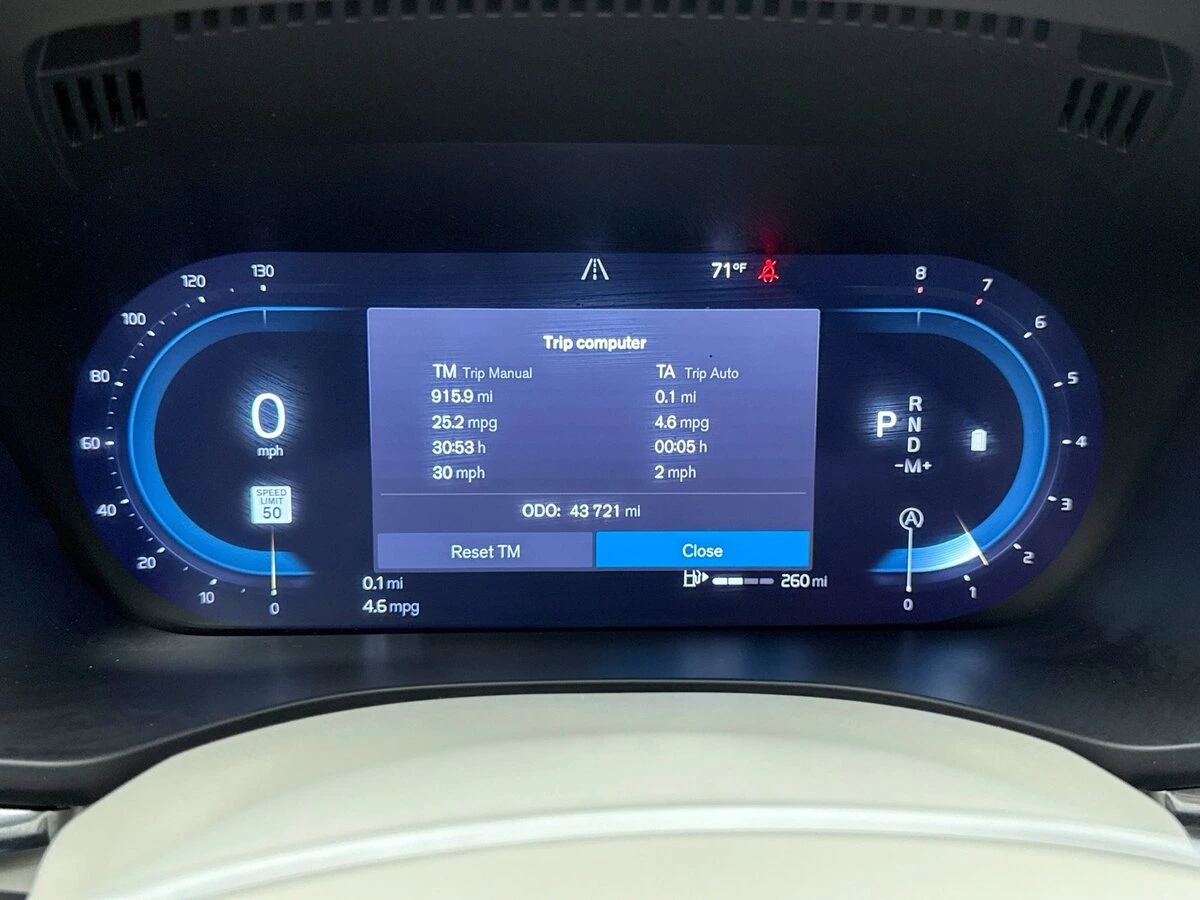 120
130
100
80
60
40
20
10
0
0
mph
SPEED
LIMIT
50
71°F
Trip computer
TM Trip Manual
915.9 mi
25.2 mpg
30:53 h
30 mph
TA Trip Auto
0.1 mi
4.6 mpg
00:05 h
2 mph
ODO: 43 721 mi
Reset TM
Close
0.1 mi
4.6 mpg
260 mi
P
R
N
D
-M+
A
8
7
6
5
4
3
2
1
0